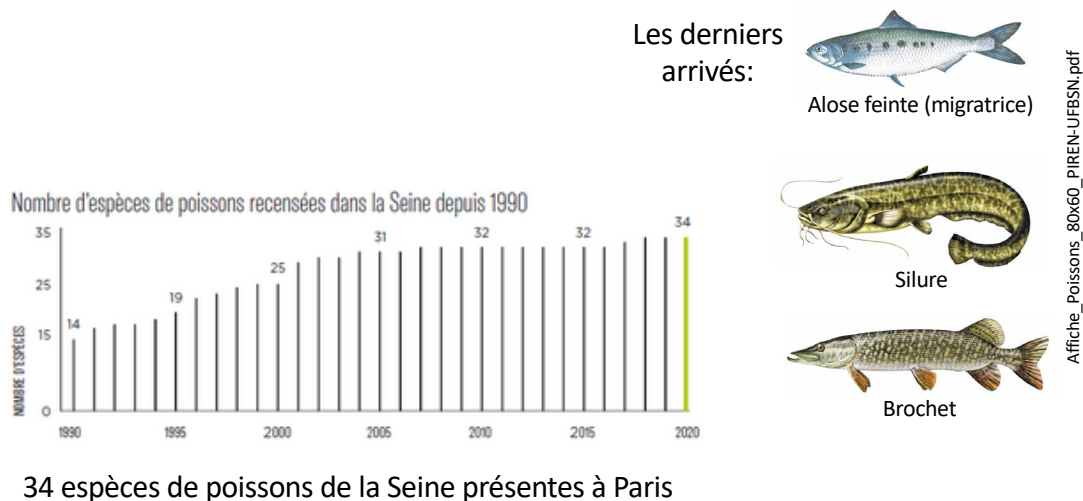 Les derniers
arrivés:
Alose feinte (migratrice)
Silure
Brochet
Affiche_Poissons_80x60_PIREN-UFBSN.pdf
Nombre d'espèces de poissons recensées dans la Seine depuis 1990
NOMBRE D'ESPÈCES
35
25
15
0
14
19
25
31
32
32
34
1990
1995
2000
2005
2010
2015
2020
34 espèces de poissons de la Seine présentes à Paris